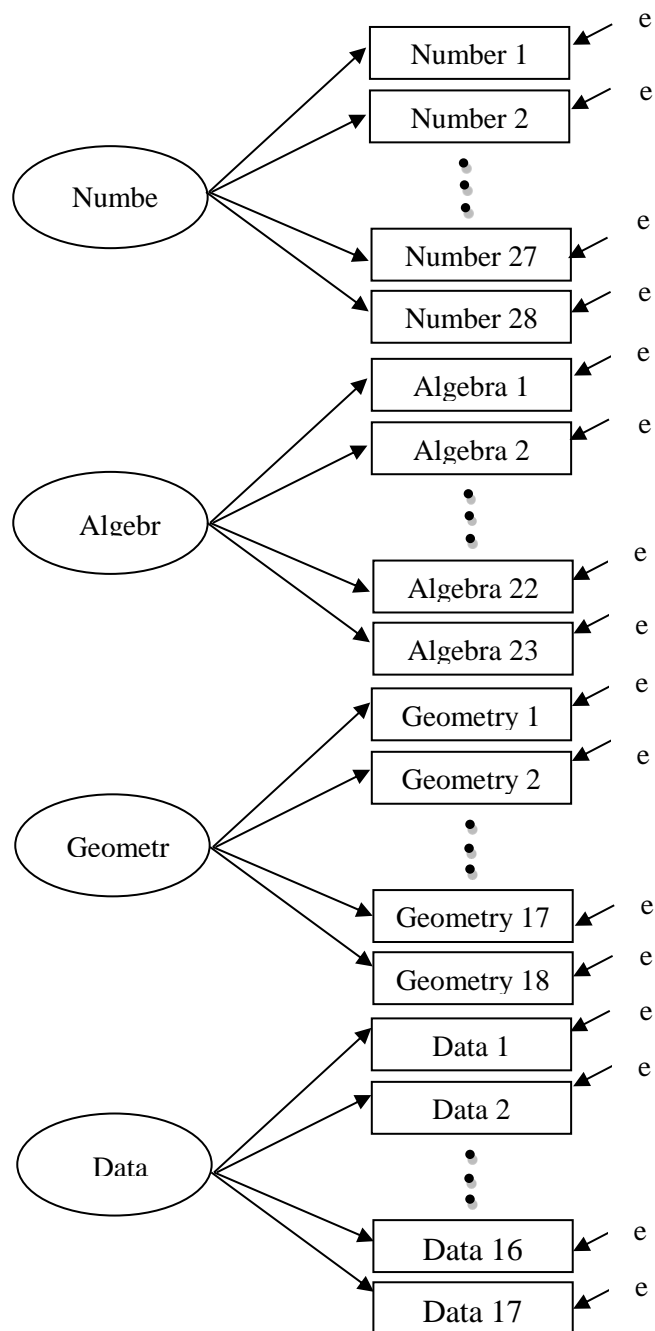 e
Number 1
e
Number 2
Numbe
e
Number 27
e
Number 28
e
Algebra 1
e
Algebra 2
Algebr
e
Algebra 22
e
Algebra 23
e
Geometry 1
e
Geometry 2
Geometr
e
Geometry 17
e
Geometry 18
e
Data 1
e
Data 2
Data
e
Data 16
e
Data 17